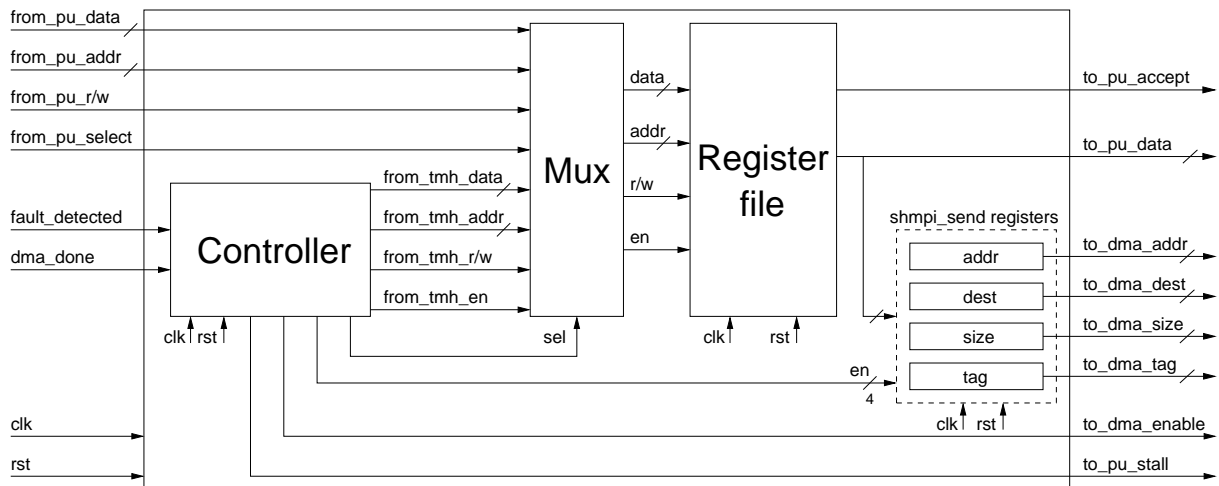 from_pu_data
from_pu_addr
from_pu_r/w
from_pu_select
fault_detected
dma_done
clk
rst
Controller
clk
rst
from_tmh_data
from_tmh_addr
from_tmh_r/w
from_tmh_en
Mux
sel
data
addr
r/w
en
Register
file
clk
rst
shmpi_send registers
addr
dest
size
tag
en
4
clk
rst
to_pu_accept
to_pu_data
to_dma_addr
to_dma_dest
to_dma_size
to_dma_tag
to_dma_enable
to_pu_stall